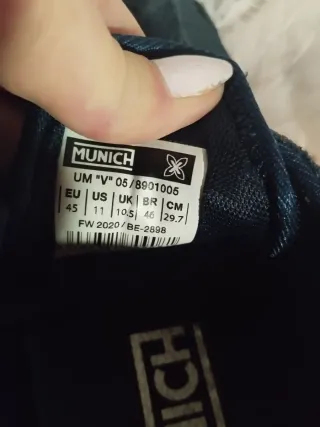 MUNICH
UM "V" 05/8901005
EU US UK BR CM
45 11 10.5 46 29.7
FW 2020/BE-2898
NICH